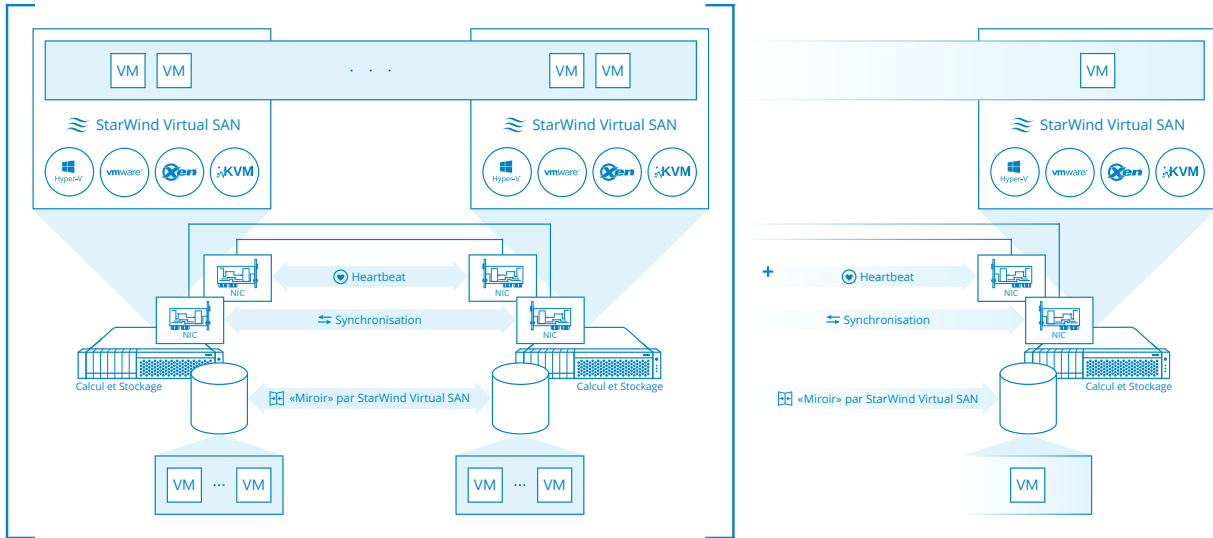 VM VM . . . VM VM VM
StarWind Virtual SAN StarWind Virtual SAN StarWind Virtual SAN
Hyper-V vmware® Xen KVM Hyper-V vmware® Xen KVM Hyper-V vmware® Xen KVM
Heartbeat + Heartbeat
NIC NIC NIC
Synchronisation Synchronisation
NIC NIC NIC
Calcul et Stockage Calcul et Stockage Calcul et Stockage
«Miroir» par StarWind Virtual SAN «Miroir» par StarWind Virtual SAN
VM ... VM VM ... VM VM